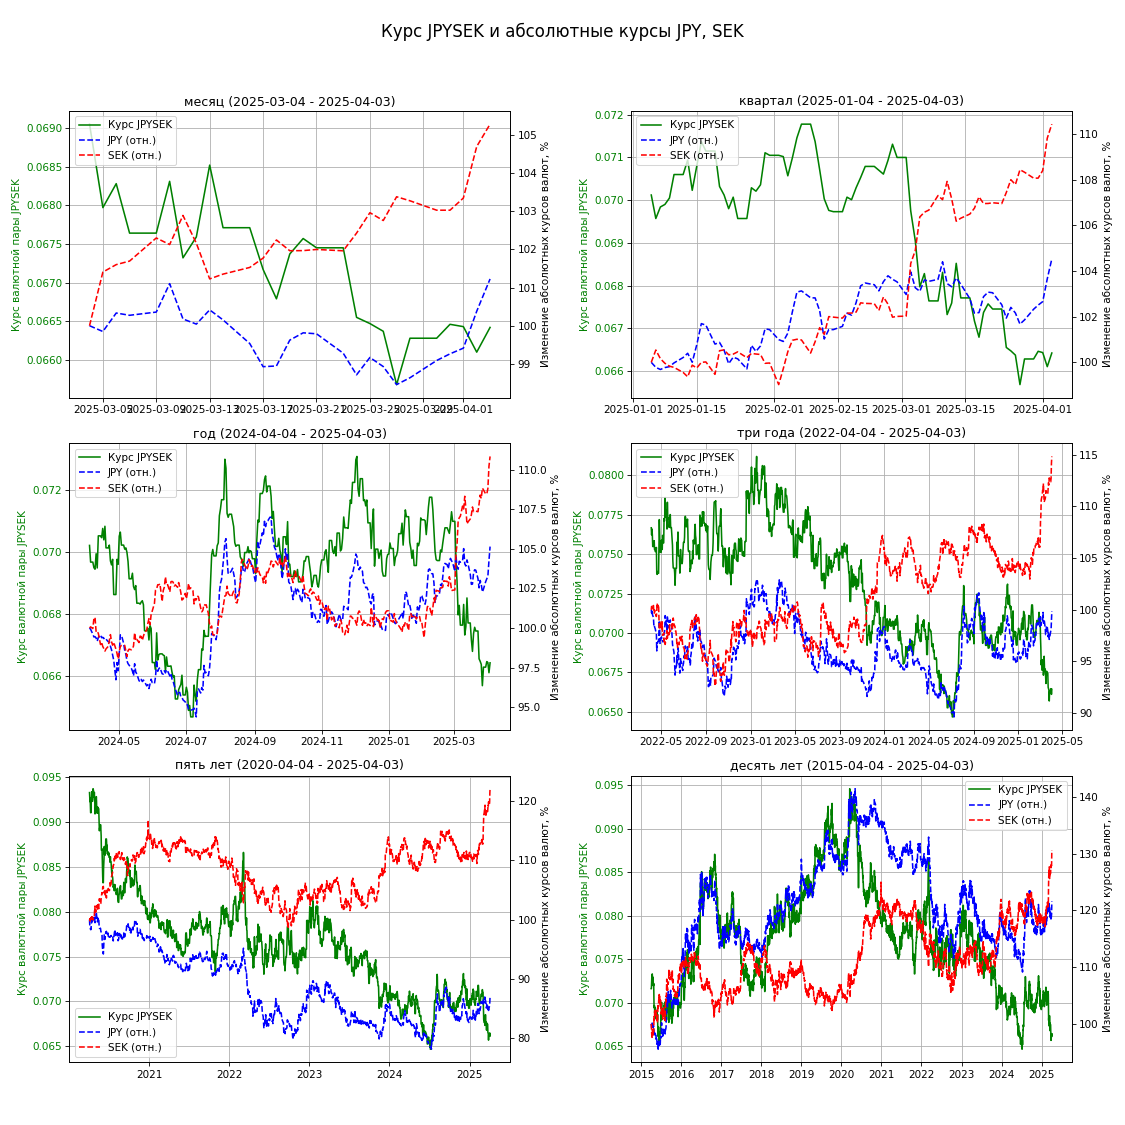 Курс JPYSEK и абсолютные курсы JPY, SEK
месяц (2025-03-04 - 2025-04-03)
Курс валютной пары JPYSEK
0.0690
0.0685
0.0680
0.0675
0.0670
0.0665
0.0660
Курс JPYSEK
JPY (отн.)
SEK (отн.)
105
104
103
102
101
100
99
Изменение абсолютных курсов валют, %
2025-03-05 2025-03-09 2025-03-13 2025-03-17 2025-03-21 2025-03-25 2025-03-29 2025-04-01
квартал (2025-01-04 - 2025-04-03)
Курс валютной пары JPYSEK
0.072
0.071
0.070
0.069
0.068
0.067
0.066
Курс JPYSEK
JPY (отн.)
SEK (отн.)
110
108
106
104
102
100
Изменение абсолютных курсов валют, %
2025-01-01 2025-01-15 2025-02-01 2025-02-15 2025-03-01 2025-03-15 2025-04-01
год (2024-04-04 - 2025-04-03)
Курс валютной пары JPYSEK
0.072
0.070
0.068
0.066
Курс JPYSEK
JPY (отн.)
SEK (отн.)
110.0
107.5
105.0
102.5
100.0
97.5
95.0
Изменение абсолютных курсов валют, %
2024-05 2024-07 2024-09 2024-11 2025-01 2025-03
три года (2022-04-04 - 2025-04-03)
Курс валютной пары JPYSEK
0.0800
0.0775
0.0750
0.0725
0.0700
0.0675
0.0650
Курс JPYSEK
JPY (отн.)
SEK (отн.)
115
110
105
100
95
90
Изменение абсолютных курсов валют, %
2022-05 2022-09 2023-01 2023-05 2023-09 2024-01 2024-05 2024-09 2025-01 2025-05
пять лет (2020-04-04 - 2025-04-03)
Курс валютной пары JPYSEK
0.095
0.090
0.085
0.080
0.075
0.070
0.065
Курс JPYSEK
JPY (отн.)
SEK (отн.)
120
110
100
90
80
Изменение абсолютных курсов валют, %
2021 2022 2023 2024 2025
десять лет (2015-04-04 - 2025-04-03)
Курс валютной пары JPYSEK
0.095
0.090
0.085
0.080
0.075
0.070
0.065
Курс JPYSEK
JPY (отн.)
SEK (отн.)
140
130
120
110
100
Изменение абсолютных курсов валют, %
2015 2016 2017 2018 2019 2020 2021 2022 2023 2024 2025